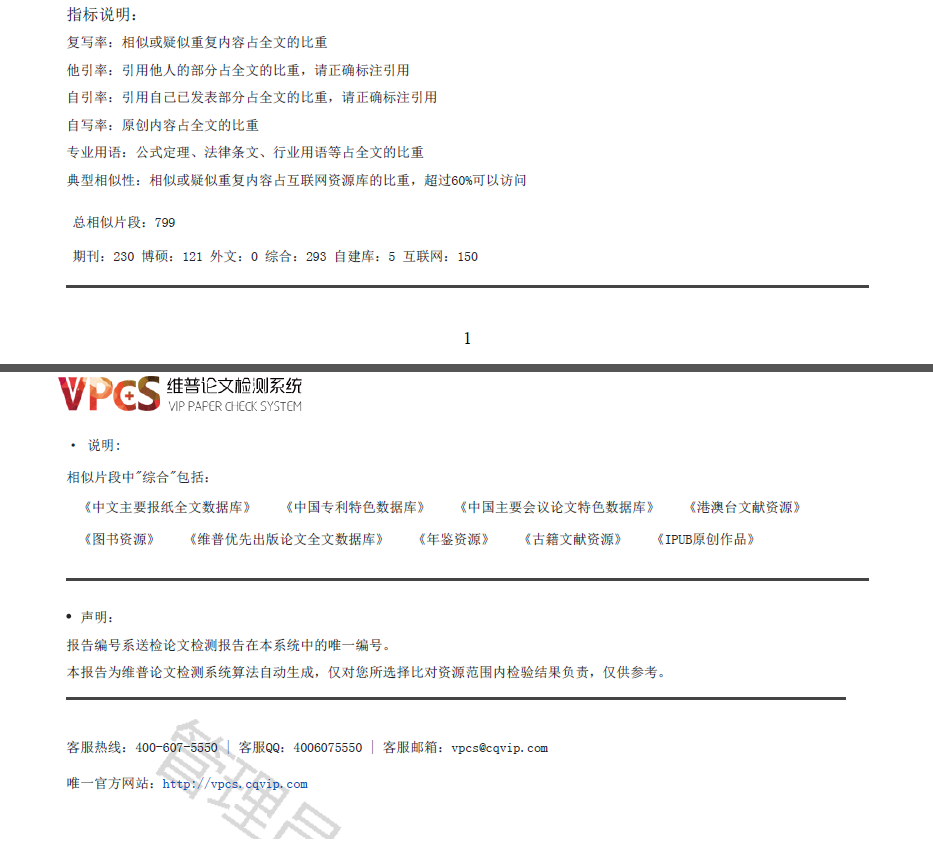 指标说明：
复写率：相似或疑似重复内容占全文的比重
他引率：引用他人的部分占全文的比重，请正确标注引用
自引率：引用自己已发表部分占全文的比重，请正确标注引用
自写率：原创内容占全文的比重
专业用语：公式定理、法律条文、行业用语等占全文的比重
典型相似性：相似或疑似重复内容占互联网资源库的比重，超过60%可以访问
总相似片段：799
期刊：230 博硕：121 外文：0 综合：293 自建库：5 互联网：150
1
VPCS 维普论文检测系统
VIP PAPER CHECK SYSTEM
• 说明：
相似片段中"综合"包括：
《中文主要报纸全文数据库》 《中国专利特色数据库》 《中国主要会议论文特色数据库》 《港澳台文献资源》
《图书资源》 《维普优先出版论文全文数据库》 《年鉴资源》 《古籍文献资源》 《IPUB原创作品》
• 声明：
报告编号系送检论文检测报告在本系统中的唯一编号。
本报告为维普论文检测系统算法自动生成，仅对您所选择比对资源范围内检验结果负责，仅供参考。
客服热线：400-607-5550 | 客服QQ：4006075550 | 客服邮箱：vpcs@cqvip.com
唯一官方网站：http://vpcs.cqvip.com
管理员